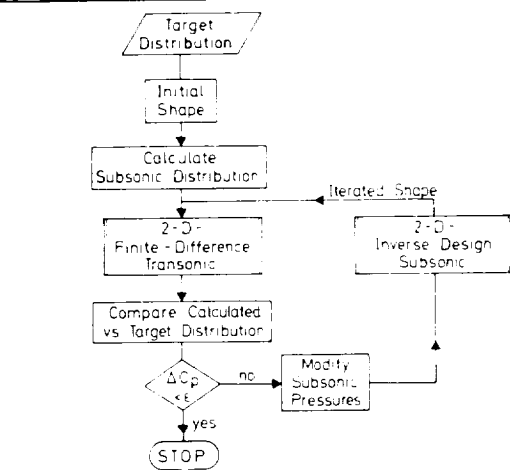 Target
Distribution
Initial
Shape
Calculate
Subsonic Distribution
Iterated Shape
2-D-
Finite-Difference
Transonic
2-D-
Inverse Design
Subsonic
Compare Calculated
vs Target Distribution
ΔCp
<ε
no
Modify
Subsonic
Pressures
yes
STOP